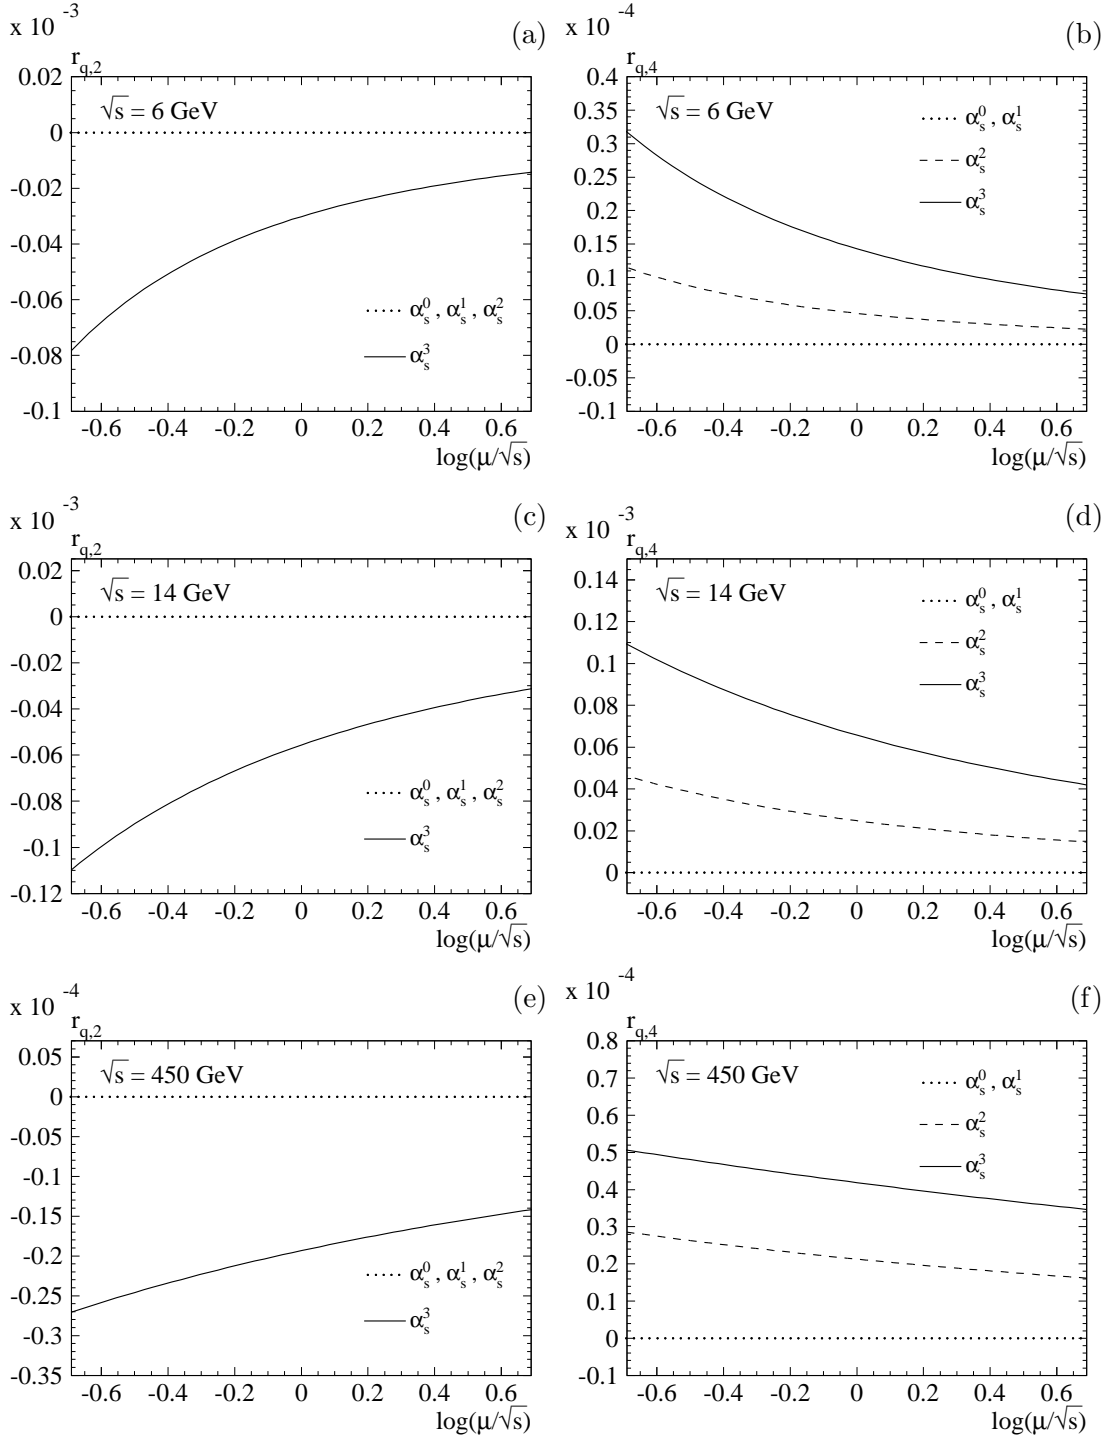 x 10 -3
(a)
r_q,2
0.02
√s = 6 GeV
0
-0.02
-0.04
-0.06
α_s^0 , α_s^1 , α_s^2
-0.08
α_s^3
-0.1
-0.6 -0.4 -0.2 0 0.2 0.4 0.6
log(μ/√s)
x 10 -4
(b)
r_q,4
0.4
√s = 6 GeV
α_s^0 , α_s^1
0.35
0.3
α_s^2
0.25
α_s^3
0.2
0.15
0.1
0.05
0
-0.05
-0.1
-0.6 -0.4 -0.2 0 0.2 0.4 0.6
log(μ/√s)
x 10 -3
(c)
r_q,2
0.02
√s = 14 GeV
0
-0.02
-0.04
-0.06
α_s^0 , α_s^1 , α_s^2
-0.08
α_s^3
-0.1
-0.12
-0.6 -0.4 -0.2 0 0.2 0.4 0.6
log(μ/√s)
x 10 -3
(d)
r_q,4
0.14
√s = 14 GeV
α_s^0 , α_s^1
0.12
α_s^2
0.1
α_s^3
0.08
0.06
0.04
0.02
0
-0.6 -0.4 -0.2 0 0.2 0.4 0.6
log(μ/√s)
x 10 -4
(e)
r_q,2
0.05
√s = 450 GeV
0
-0.05
-0.1
-0.15
-0.2
α_s^0 , α_s^1 , α_s^2
-0.25
α_s^3
-0.3
-0.35
-0.6 -0.4 -0.2 0 0.2 0.4 0.6
log(μ/√s)
x 10 -4
(f)
r_q,4
0.8
√s = 450 GeV
α_s^0 , α_s^1
0.7
0.6
α_s^2
0.5
α_s^3
0.4
0.3
0.2
0.1
0
-0.1
-0.6 -0.4 -0.2 0 0.2 0.4 0.6
log(μ/√s)